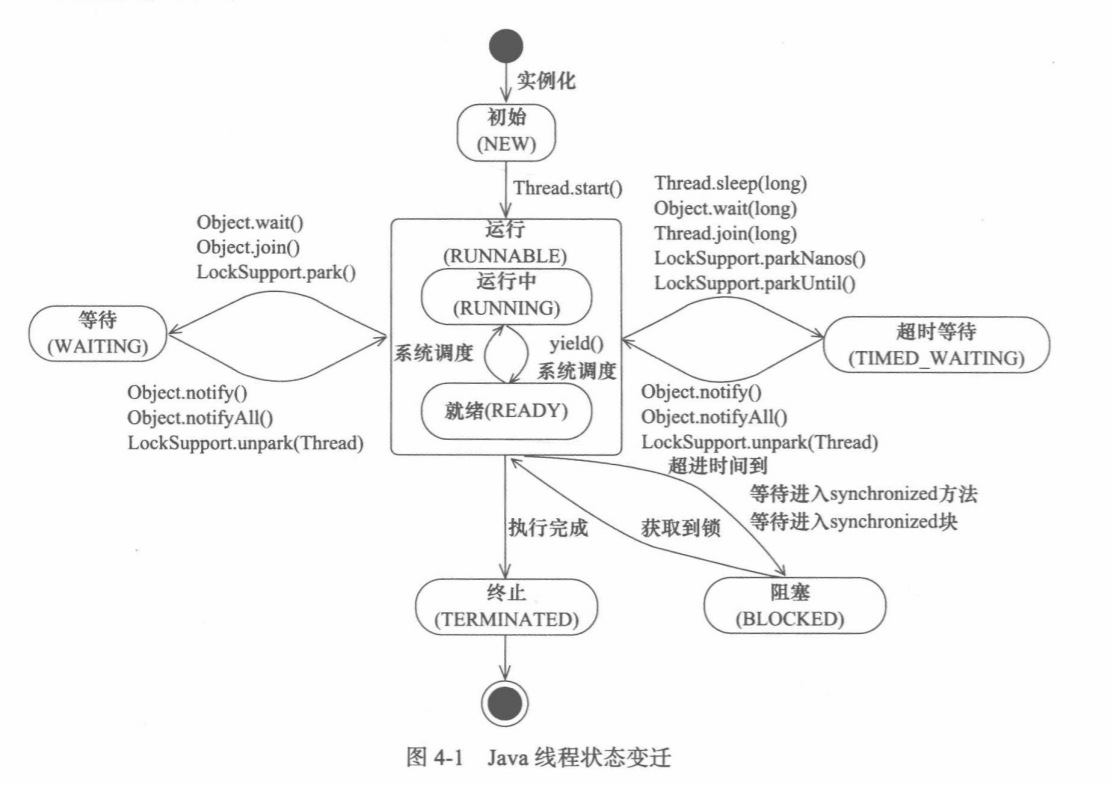 实例化
初始
(NEW)
Thread.start()
Thread.sleep(long)
Object.wait(long)
Thread.join(long)
LockSupport.parkNanos()
LockSupport.parkUntil()
Object.wait()
Object.join()
LockSupport.park()
运行
(RUNNABLE)
运行中
(RUNNING)
等待
(WAITING)
超时等待
(TIMED_WAITING)
系统调度
yield()
系统调度
就绪(READY)
Object.notify()
Object.notifyAll()
LockSupport.unpark(Thread)
Object.notify()
Object.notifyAll()
LockSupport.unpark(Thread)
超进时间到
等待进入synchronized方法
等待进入synchronized块
执行完成
获取到锁
终止
(TERMINATED)
阻塞
(BLOCKED)
图 4-1 Java 线程状态变迁